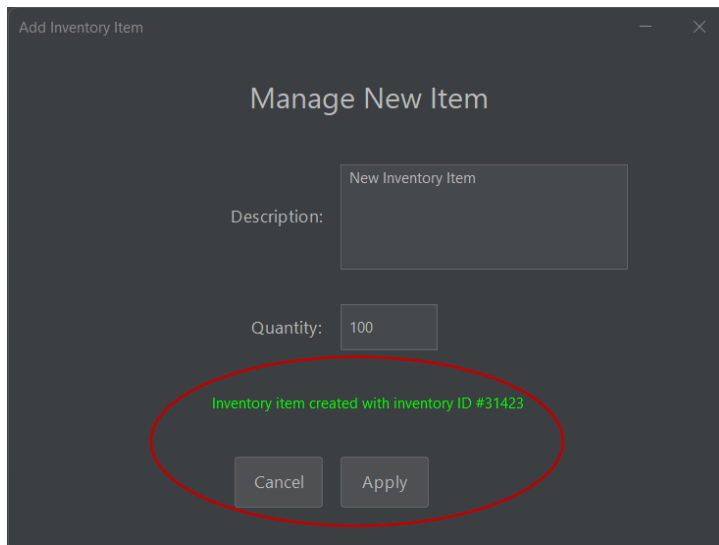 Add Inventory Item
Manage New Item
Description:
New Inventory Item
Quantity:
100
Inventory item created with inventory ID #31423
Cancel
Apply